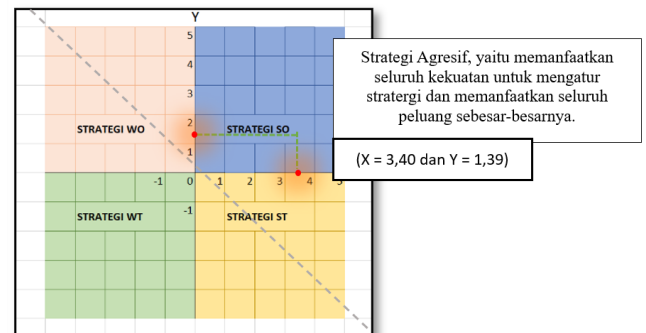 Y
5
4
3
2
1
0
-1
1
2
3
4
5
-1
STRATEGI WO
STRATEGI SO
STRATEGI WT
STRATEGI ST
Strategi Agresif, yaitu memanfaatkan
seluruh kekuatan untuk mengatur
stratergi dan memanfaatkan seluruh
peluang sebesar-besarnya.
(X = 3,40 dan Y = 1,39)